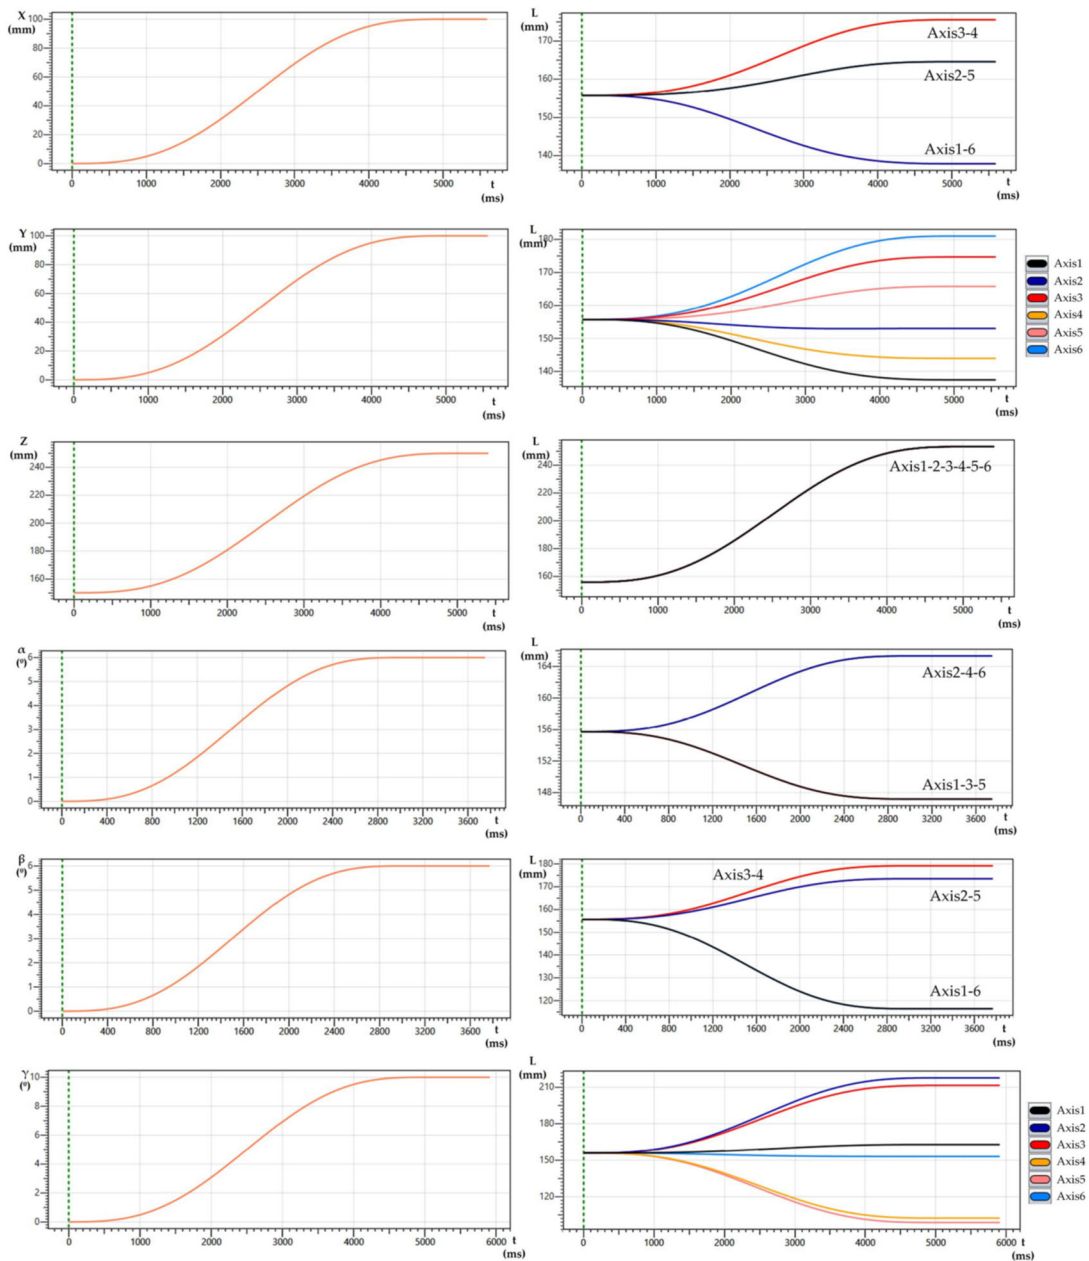 X
(mm)
100
80
60
40
20
0
0 1000 2000 3000 4000 5000 t
(ms)
L
(mm)
170
160
150
140
Axis3-4
Axis2-5
Axis1-6
0 1000 2000 3000 4000 5000 t
(ms)
Y
(mm)
100
80
60
40
20
0
0 1000 2000 3000 4000 5000 t
(ms)
L
(mm)
180
170
160
150
140
0 1000 2000 3000 4000 5000 t
(ms)
Axis1
Axis2
Axis3
Axis4
Axis5
Axis6
Z
(mm)
240
220
200
180
160
0 1000 2000 3000 4000 5000 t
(ms)
L
(mm)
240
220
200
180
160
Axis1-2-3-4-5-6
0 1000 2000 3000 4000 5000 t
(ms)
α
(º)
6
5
4
3
2
1
0
0 400 800 1200 1600 2000 2400 2800 3200 3600 t
(ms)
L
(mm)
164
160
156
152
148
Axis2-4-6
Axis1-3-5
0 400 800 1200 1600 2000 2400 2800 3200 3600 t
(ms)
β
(º)
6
5
4
3
2
1
0
0 400 800 1200 1600 2000 2400 2800 3200 3600 t
(ms)
L
(mm)
180
170
160
150
140
130
120
Axis3-4
Axis2-5
Axis1-6
0 400 800 1200 1600 2000 2400 2800 3200 3600 t
(ms)
γ
(º)
10
8
6
4
2
0
0 1000 2000 3000 4000 5000 6000 t
(ms)
L
(mm)
210
180
150
120
0 1000 2000 3000 4000 5000 6000 t
(ms)
Axis1
Axis2
Axis3
Axis4
Axis5
Axis6